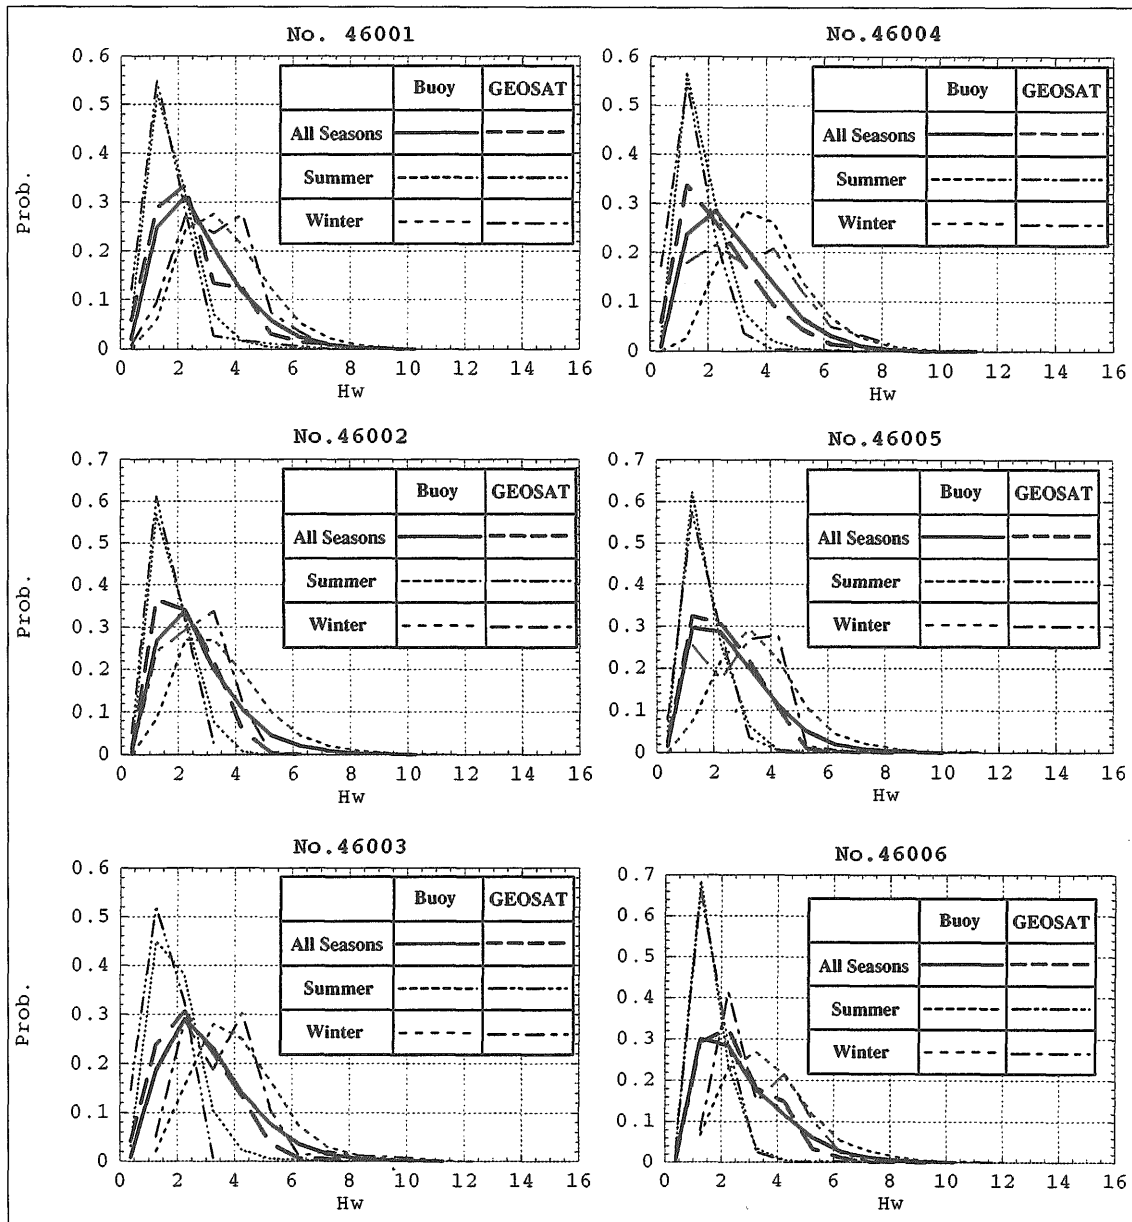 No. 46001
0.6
0.5
0.4
0.3
0.2
0.1
0
Prob.
0 2 4 6 8 10 12 14 16
Hw
Buoy GEOSAT
All Seasons
Summer
Winter
No.46004
0.6
0.5
0.4
0.3
0.2
0.1
0
0 2 4 6 8 10 12 14 16
Hw
Buoy GEOSAT
All Seasons
Summer
Winter
No.46002
0.7
0.6
0.5
0.4
0.3
0.2
0.1
0
Prob.
0 2 4 6 8 10 12 14 16
Hw
Buoy GEOSAT
All Seasons
Summer
Winter
No.46005
0.7
0.6
0.5
0.4
0.3
0.2
0.1
0
0 2 4 6 8 10 12 14 16
Hw
Buoy GEOSAT
All Seasons
Summer
Winter
No.46003
0.6
0.5
0.4
0.3
0.2
0.1
0
Prob.
0 2 4 6 8 10 12 14 16
Hw
Buoy GEOSAT
All Seasons
Summer
Winter
No.46006
0.7
0.6
0.5
0.4
0.3
0.2
0.1
0
0 2 4 6 8 10 12 14 16
Hw
Buoy GEOSAT
All Seasons
Summer
Winter